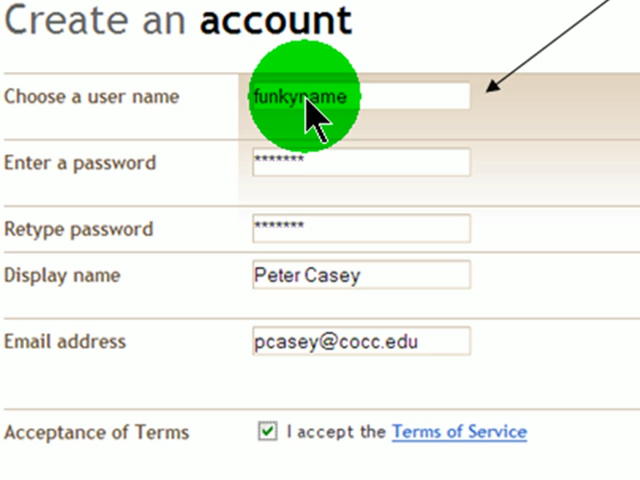 Create an account
Choose a user name funkyname
Enter a password *******
Retype password *******
Display name Peter Casey
Email address pcasey@cocc.edu
Acceptance of Terms I accept the Terms of Service